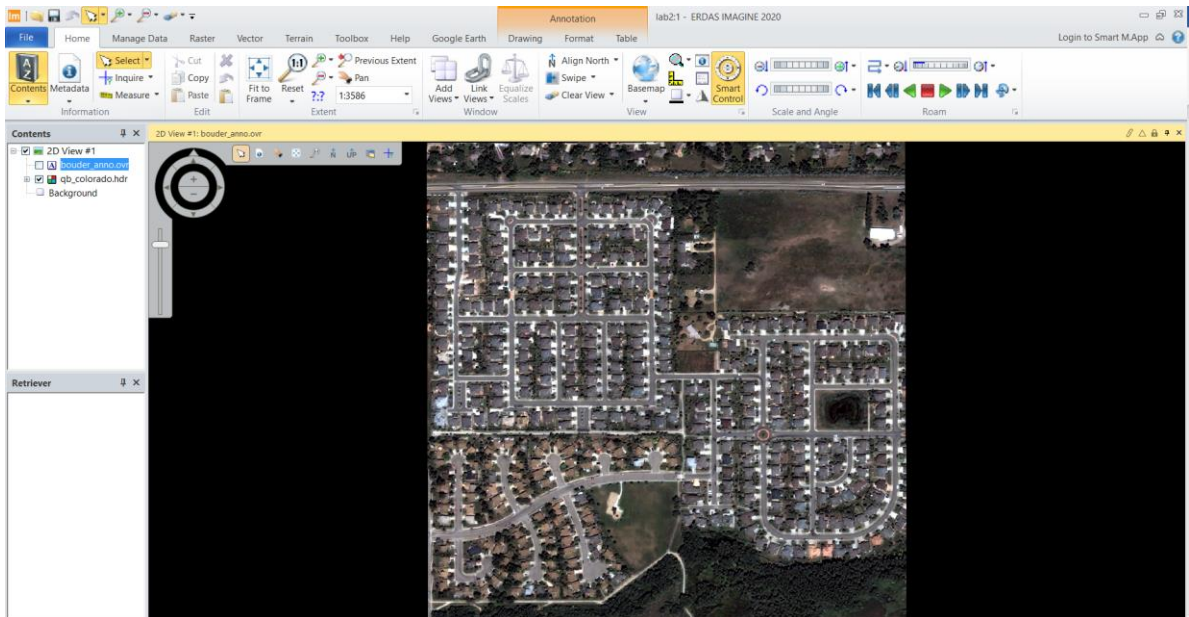 Annotation
lab2:1 - ERDAS IMAGINE 2020
File Home Manage Data Raster Vector Terrain Toolbox Help Google Earth Drawing Format Table Login to Smart M.App
Contents
Metadata
Select
Inquire
Measure
Information
Cut
Copy
Paste
Edit
Fit to Frame
1:1
Reset
?:?
Previous Extent
Pan
1:3586
Extent
Add Views
Link Views
Equalize Scales
Window
Align North
Swipe
Clear View
Basemap
View
Smart Control
Scale and Angle
Roam
Contents
2D View #1
bouder_anno.ovr
qb_colorado.hdr
Background
Retriever
2D View #1: bouder_anno.ovr
UP